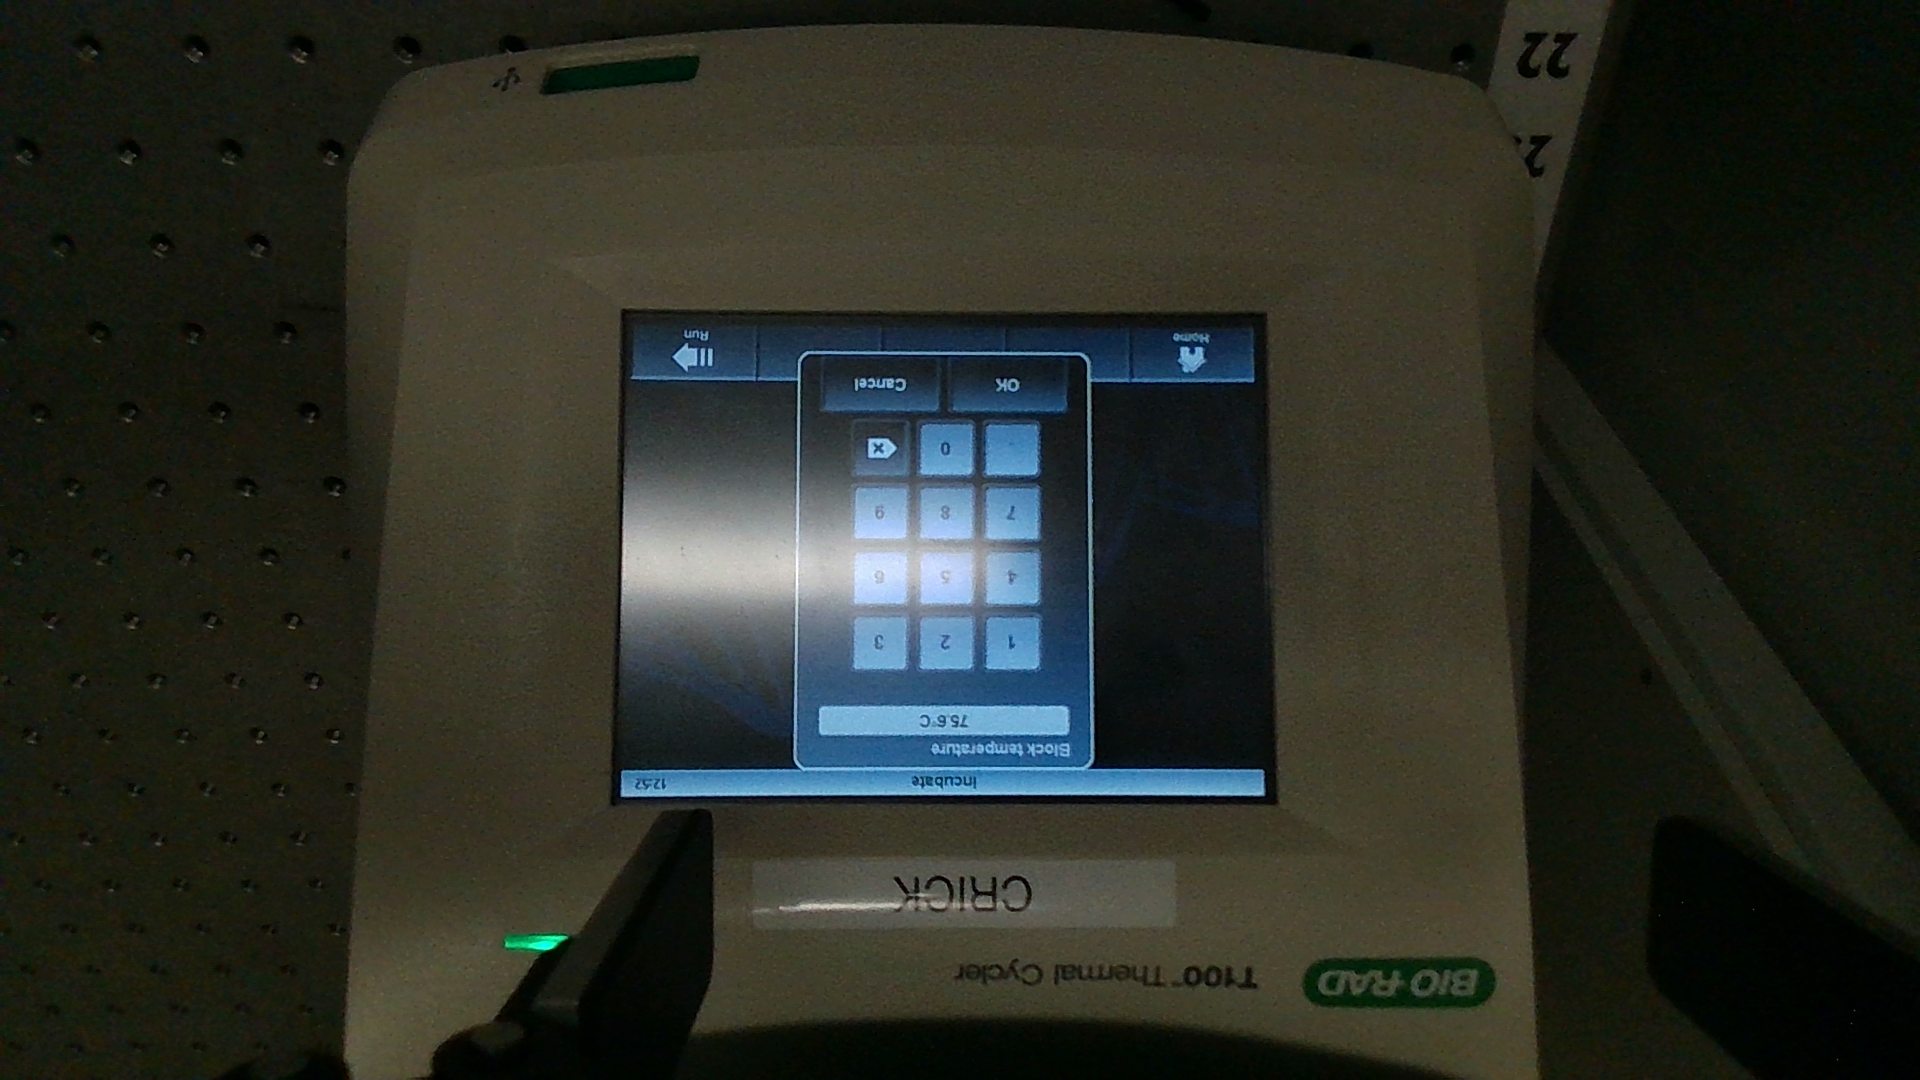 BIO-RAD
T100™ Thermal Cycler
CRICK
Incubate
12:52
Block temperature
75.6°C
1 2 3
4 5 6
7 8 9
. 0
OK Cancel
Home
Run
22